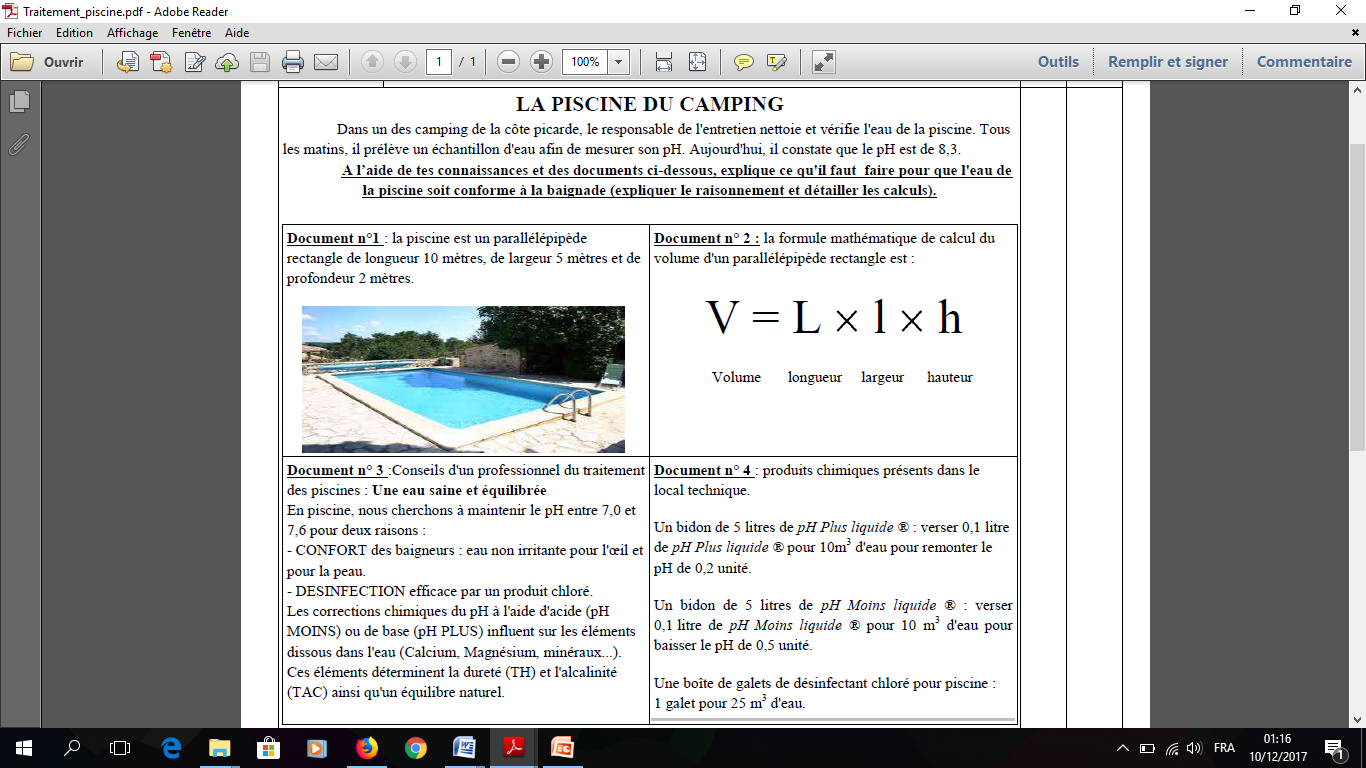 Traitement_piscine.pdf - Adobe Reader
Fichier Edition Affichage Fenêtre Aide
Ouvrir 1 / 1 100% Outils Remplir et signer Commentaire
LA PISCINE DU CAMPING
Dans un des camping de la côte picarde, le responsable de l'entretien nettoie et vérifie l'eau de la piscine. Tous
les matins, il prélève un échantillon d'eau afin de mesurer son pH. Aujourd'hui, il constate que le pH est de 8,3.
A l'aide de tes connaissances et des documents ci-dessous, explique ce qu'il faut faire pour que l'eau de
la piscine soit conforme à la baignade (expliquer le raisonnement et détailler les calculs).
Document n°1 : la piscine est un parallélépipède
rectangle de longueur 10 mètres, de largeur 5 mètres et de
profondeur 2 mètres.
Document n° 2 : la formule mathématique de calcul du
volume d'un parallélépipède rectangle est :
V = L × l × h
Volume longueur largeur hauteur
Document n° 3 :Conseils d'un professionnel du traitement
des piscines : Une eau saine et équilibrée
En piscine, nous cherchons à maintenir le pH entre 7,0 et
7,6 pour deux raisons :
- CONFORT des baigneurs : eau non irritante pour l'œil et
pour la peau.
- DESINFECTION efficace par un produit chloré.
Les corrections chimiques du pH à l'aide d'acide (pH
MOINS) ou de base (pH PLUS) influent sur les éléments
dissous dans l'eau (Calcium, Magnésium, minéraux...).
Ces éléments déterminent la dureté (TH) et l'alcalinité
(TAC) ainsi qu'un équilibre naturel.
Document n° 4 : produits chimiques présents dans le
local technique.
Un bidon de 5 litres de pH Plus liquide ® : verser 0,1 litre
de pH Plus liquide ® pour 10m³ d'eau pour remonter le
pH de 0,2 unité.
Un bidon de 5 litres de pH Moins liquide ® : verser
0,1 litre de pH Moins liquide ® pour 10 m³ d'eau pour
baisser le pH de 0,5 unité.
Une boîte de galets de désinfectant chloré pour piscine :
1 galet pour 25 m³ d'eau.
FRA
01:16
10/12/2017
1